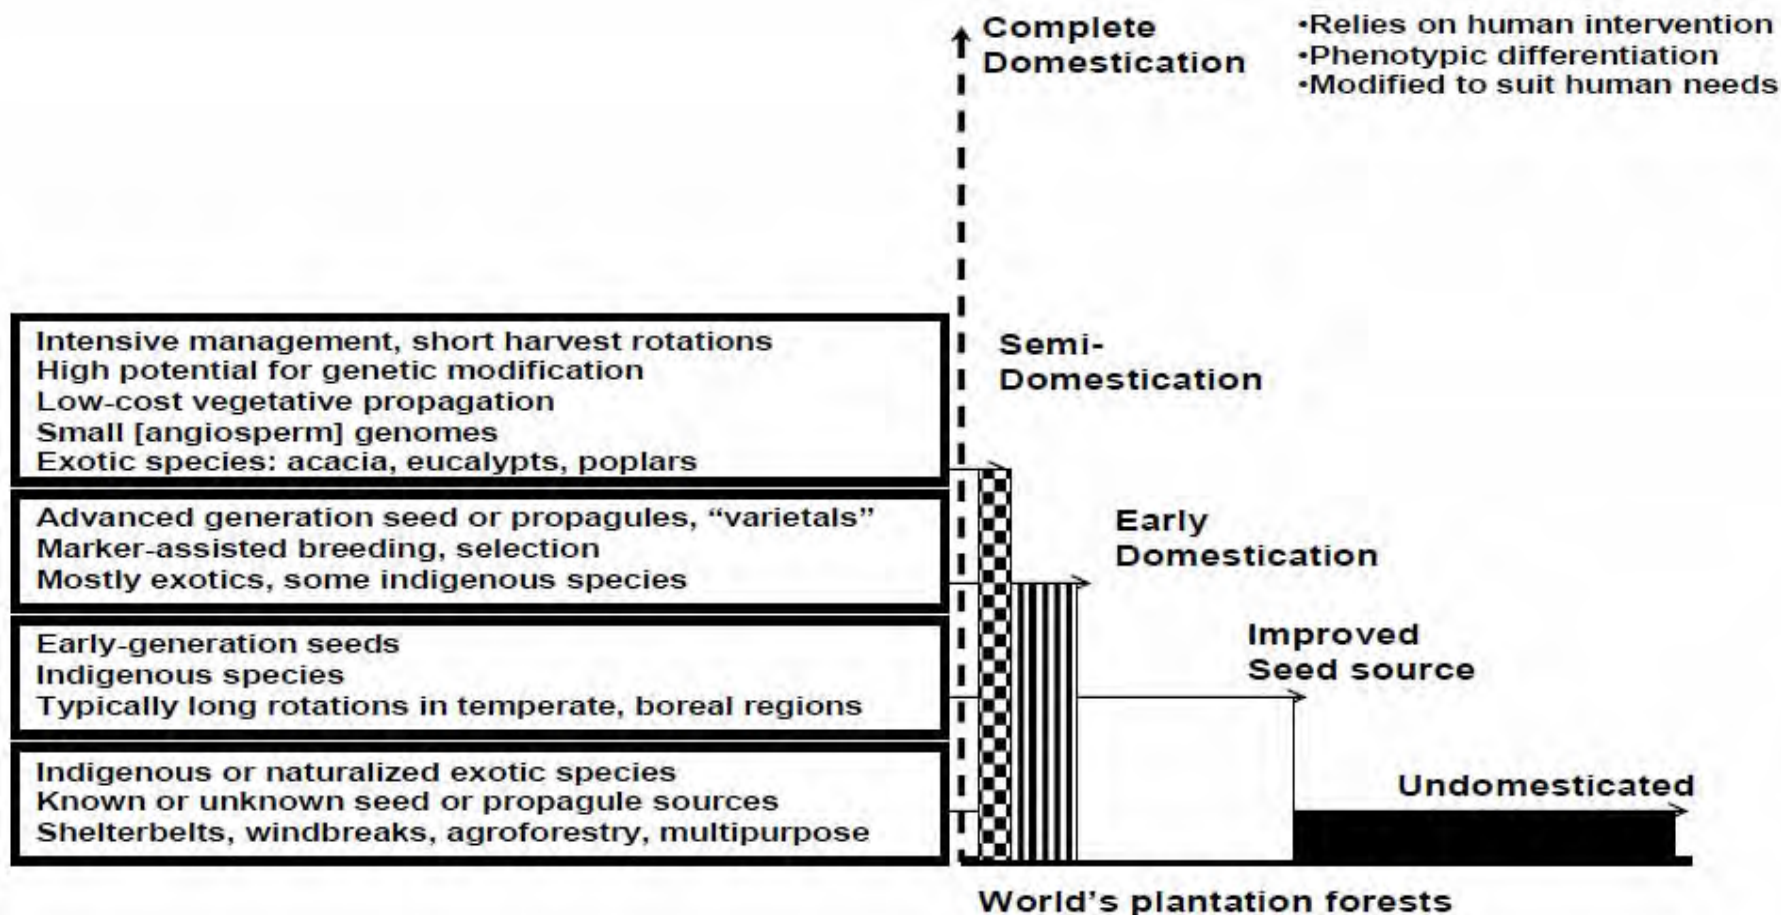 Complete
Domestication
•Relies on human intervention
•Phenotypic differentiation
•Modified to suit human needs
Intensive management, short harvest rotations
High potential for genetic modification
Low-cost vegetative propagation
Small [angiosperm] genomes
Exotic species: acacia, eucalypts, poplars
Semi-
Domestication
Advanced generation seed or propagules, “varietals”
Marker-assisted breeding, selection
Mostly exotics, some indigenous species
Early
Domestication
Early-generation seeds
Indigenous species
Typically long rotations in temperate, boreal regions
Improved
Seed source
Indigenous or naturalized exotic species
Known or unknown seed or propagule sources
Shelterbelts, windbreaks, agroforestry, multipurpose
Undomesticated
World’s plantation forests